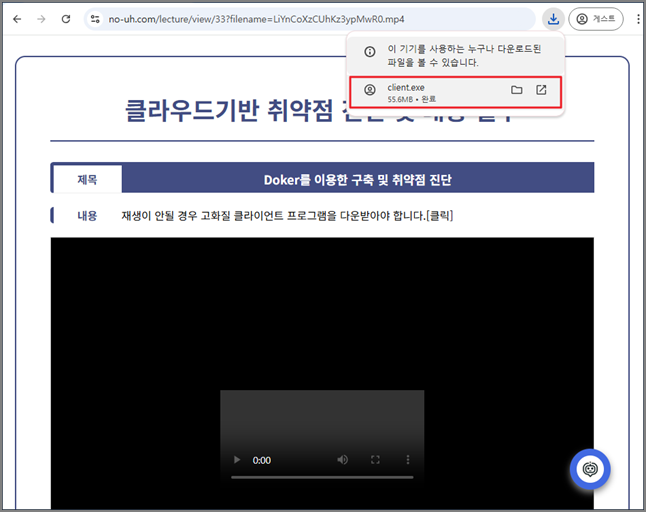 no-uh.com/lecture/view/33?filename=LiYnCoXzCUhKz3ypMwR0.mp4
게스트
이 기기를 사용하는 누구나 다운로드된
파일을 볼 수 있습니다.
client.exe
55.6MB • 완료
클라우드기반 취약점 진단 및
제목
Doker를 이용한 구축 및 취약점 진단
내용
재생이 안될 경우 고화질 클라이언트 프로그램을 다운받아야 합니다.[클릭]
0:00